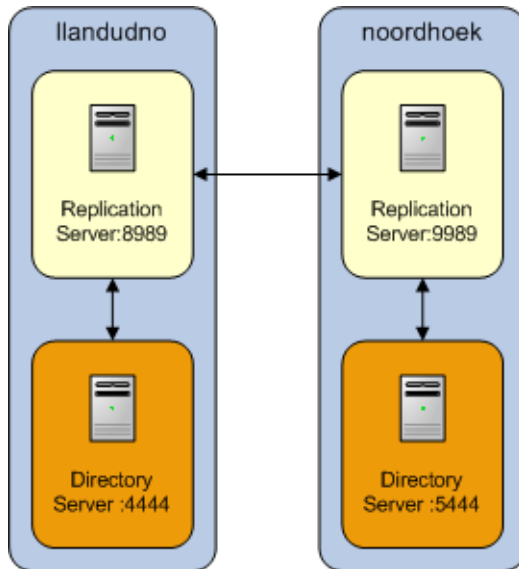 llandudno
Replication
Server:8989
Directory
Server :4444
noordhoek
Replication
Server:9989
Directory
Server :5444